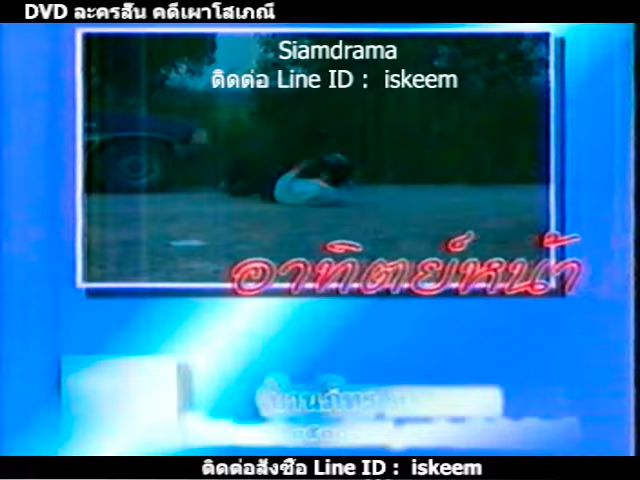 DVD ละครสั้น คดีเผาโสเภณี
Siamdrama
ติดต่อ Line ID : iskeem
อาทิตย์หน้า
ติดต่อสั่งซื้อ Line ID : iskeem